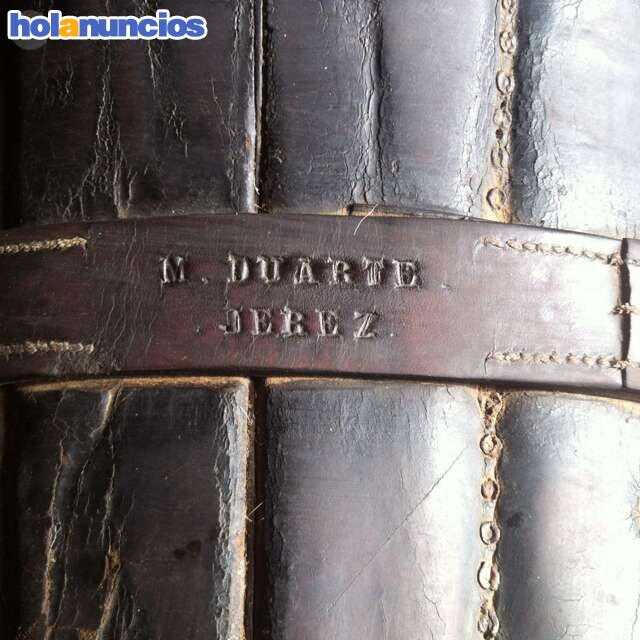 holanuncios
M. DUARTE.
.JEREZ